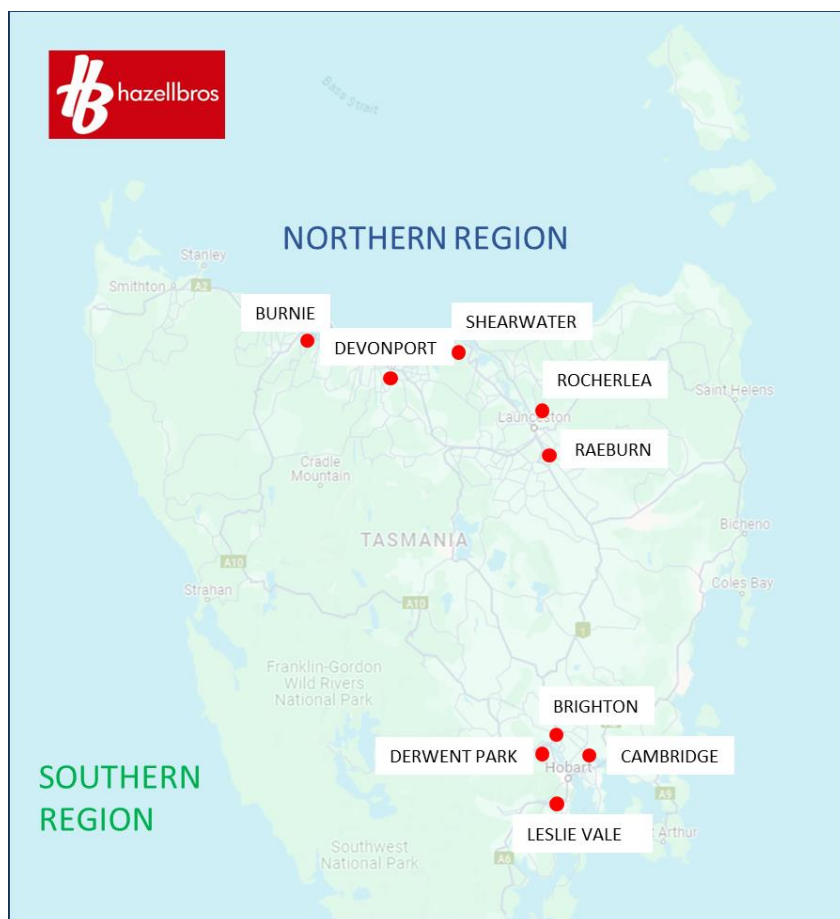 HB hazellbros
Bass Strait
NORTHERN REGION
Stanley
A2
Smithton
BURNIE
SHEARWATER
DEVONPORT
ROCHERLEA
Saint Helens
Launceston
RAEBURN
Cradle
Mountain
TASMANIA
Bicheno
A10
Coles Bay
Strahan
A10
1
Franklin-Gordon
Wild Rivers
National Park
BRIGHTON
DERWENT PARK
CAMBRIDGE
Hobart
SOUTHERN
REGION
A9
LESLIE VALE
Arthur
Southwest
National Park
A6